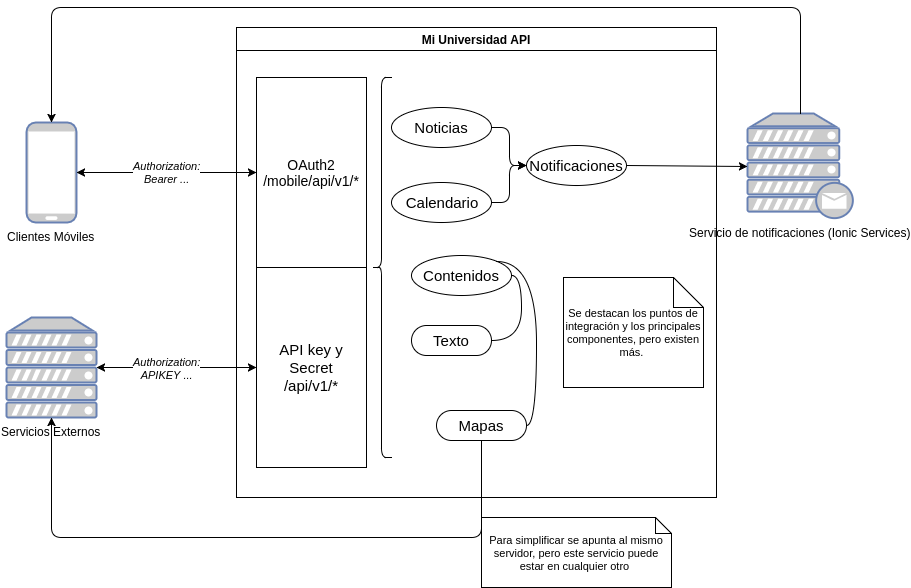 Mi Universidad API
Noticias
OAuth2
/mobile/api/v1/*
Authorization:
Bearer ...
Notificaciones
Calendario
Clientes Móviles
Servicio de notificaciones (Ionic Services)
Contenidos
Se destacan los puntos de
integración y los principales
componentes, pero existen
más.
Texto
API key y
Secret
/api/v1/*
Authorization:
APIKEY ...
Mapas
Servicios Externos
Para simplificar se apunta al mismo
servidor, pero este servicio puede
estar en cualquier otro